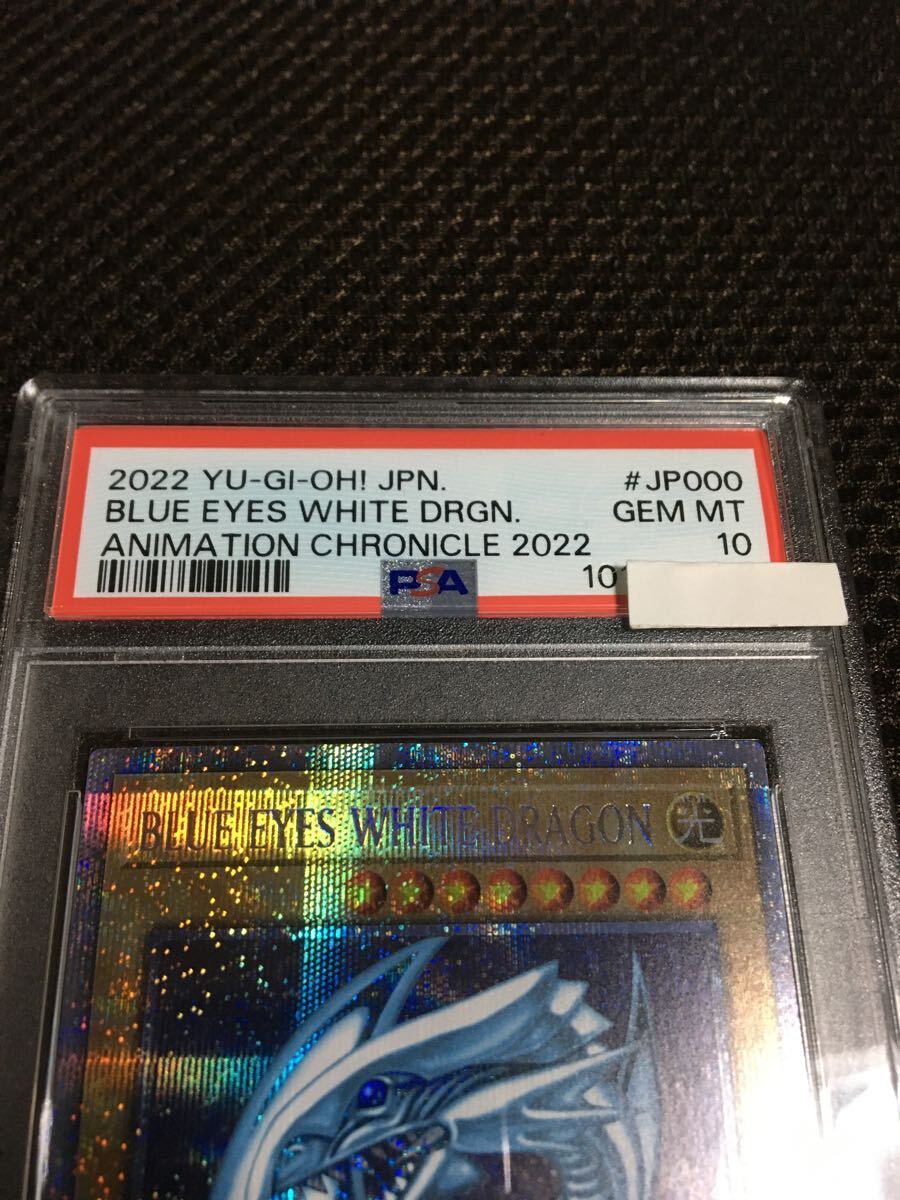 2022 YU-GI-OH! JPN. #JP000
BLUE EYES WHITE DRGN. GEM MT
ANIMATION CHRONICLE 2022 10
PSA
BLUE EYES WHITE DRAGON 光